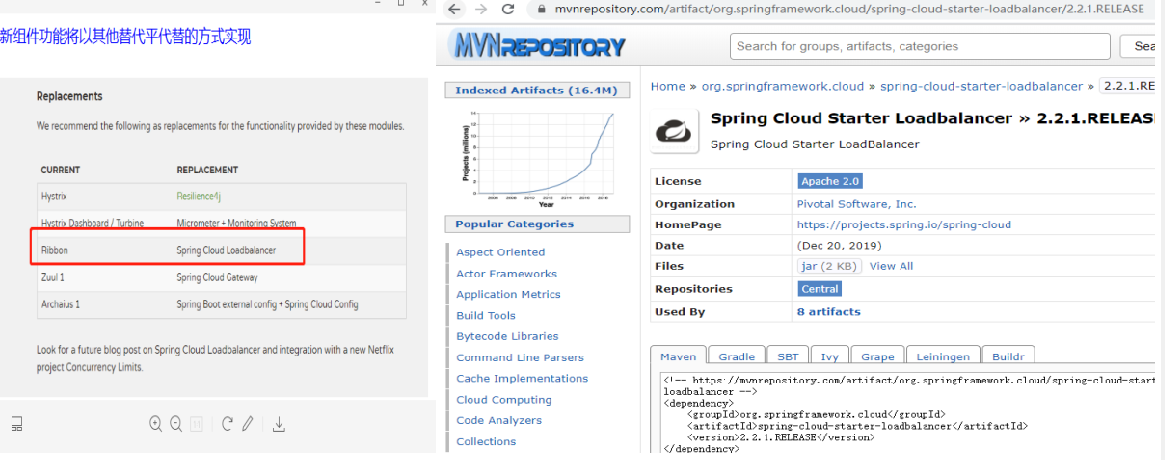 新组件功能将以其他替代平代替的方式实现
Replacements
We recommend the following as replacements for the functionality provided by these modules.
CURRENT REPLACEMENT
Hystrix Resilience4j
Hystrix Dashboard / Turbine Micrometer + Monitoring System
Ribbon Spring Cloud Loadbalancer
Zuul 1 Spring Cloud Gateway
Archaius 1 Spring Boot external config + Spring Cloud Config
Look for a future blog post on Spring Cloud Loadbalancer and integration with a new Netflix
project Concurrency Limits.
mvnrepository.com/artifact/org.springframework.cloud/spring-cloud-starter-loadbalancer/2.2.1.RELEASE
MVNREPOSITORY
Search for groups, artifacts, categories
Sea
Indexed Artifacts (16.4M)
Projects (millions)
Year
Popular Categories
Aspect Oriented
Actor Frameworks
Application Metrics
Build Tools
Bytecode Libraries
Command Line Parsers
Cache Implementations
Cloud Computing
Code Analyzers
Collections
Home » org.springframework.cloud » spring-cloud-starter-loadbalancer » 2.2.1.RE
Spring Cloud Starter Loadbalancer » 2.2.1.RELEAS
Spring Cloud Starter LoadBalancer
License Apache 2.0
Organization Pivotal Software, Inc.
HomePage https://projects.spring.io/spring-cloud
Date (Dec 20, 2019)
Files jar (2 KB) View All
Repositories Central
Used By 8 artifacts
Maven Gradle SBT Ivy Grape Leiningen Buildr
<!-- https://mvnrepository.com/artifact/org.springframework.cloud/spring-cloud-start
loadbalancer -->
<dependency>
<groupId>org.springframework.cloud</groupId>
<artifactId>spring-cloud-starter-loadbalancer</artifactId>
<version>2.2.1.RELEASE</version>
</dependency>